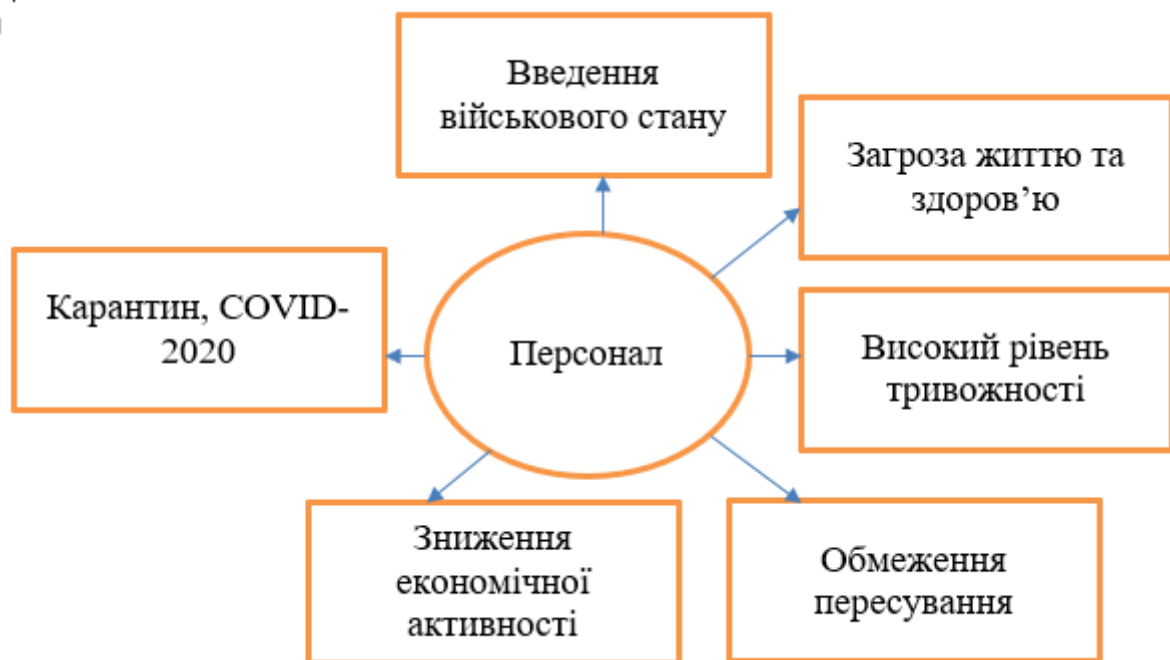 Введення
військового стану
Загроза життю та
здоров’ю
Карантин, COVID-
2020
Персонал
Високий рівень
тривожності
Зниження
економічної
активності
Обмеження
пересування